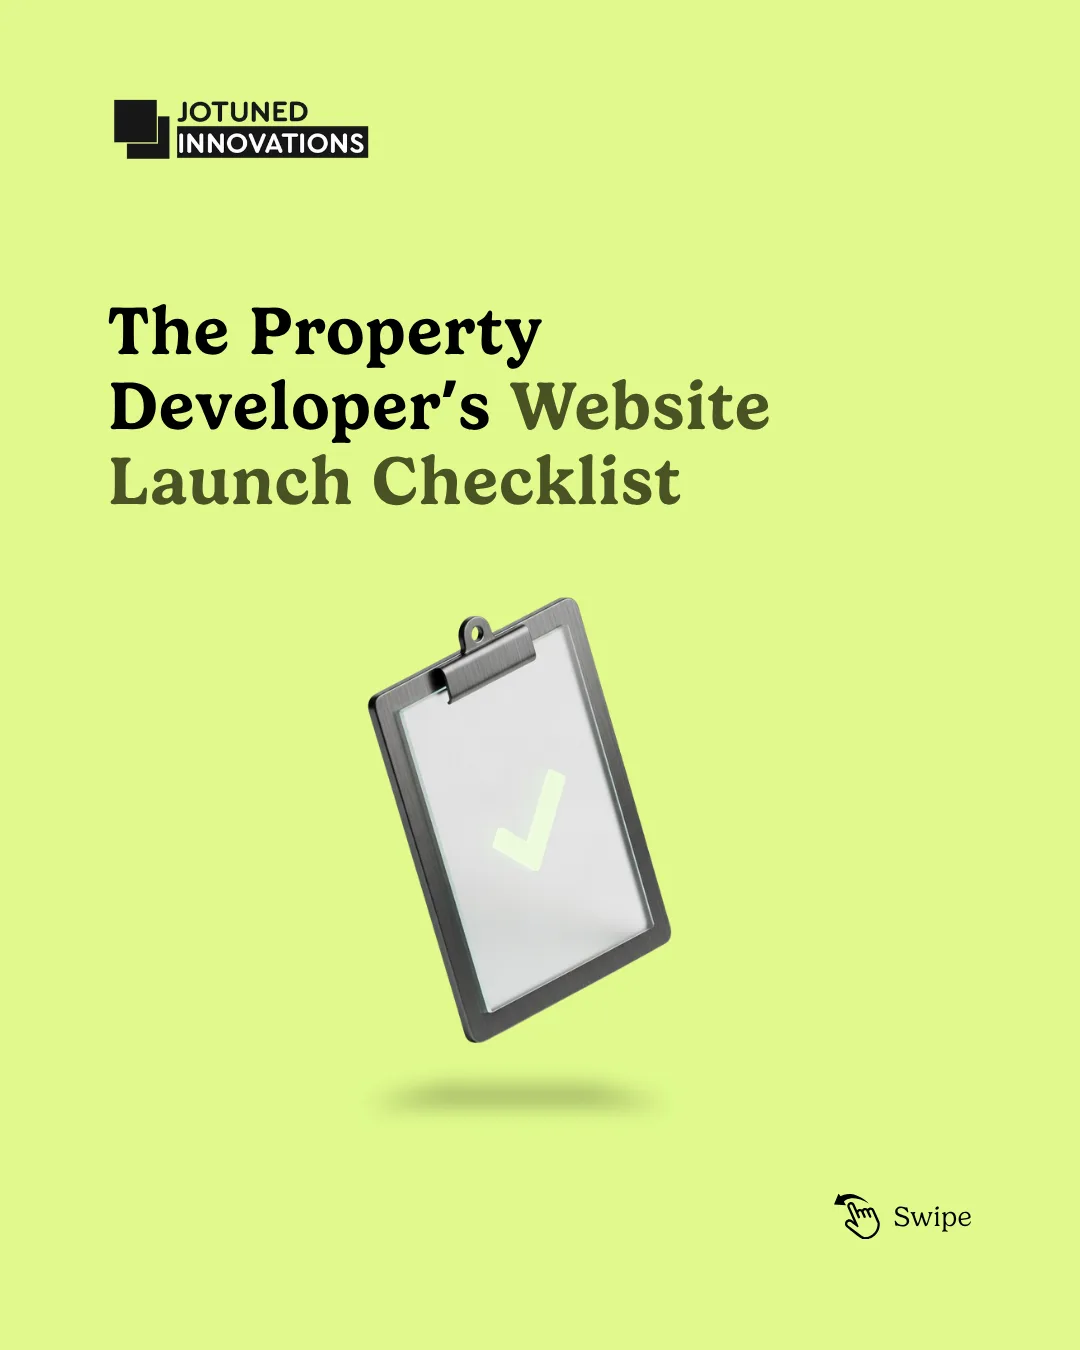 JOTUNED
INNOVATIONS
The Property
Developer's Website
Launch Checklist
Swipe